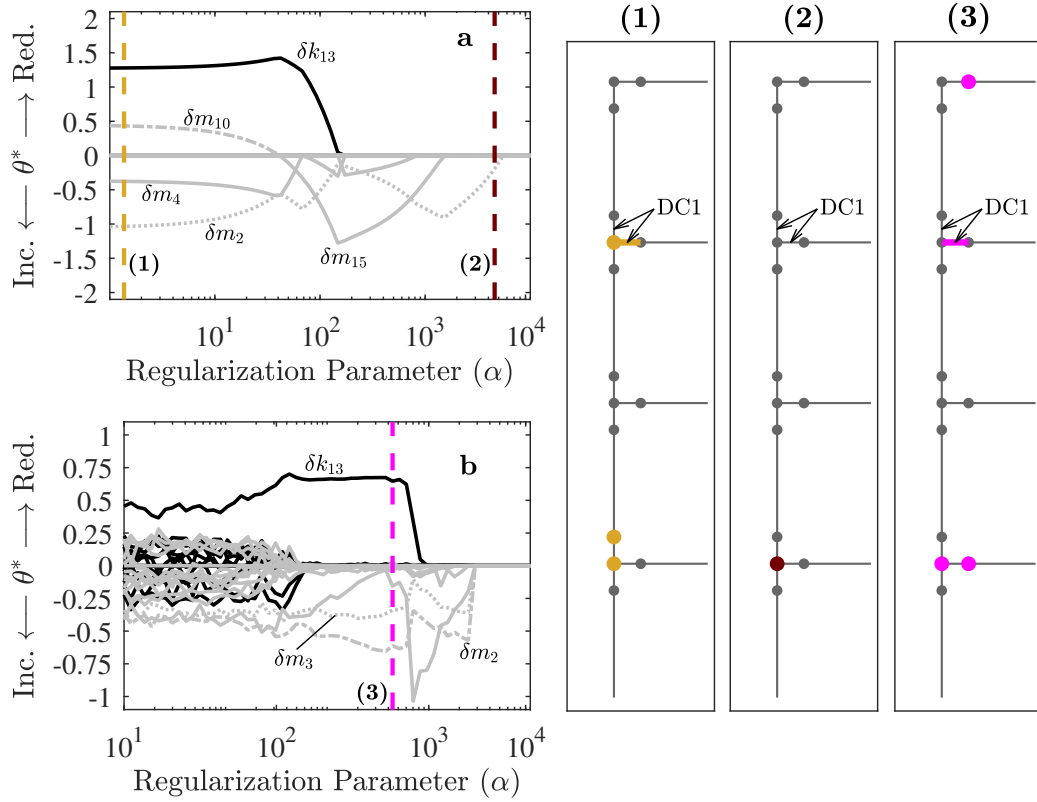 a
2
1.5
1
0.5
0
-0.5
-1
-1.5
-2
Inc. ⟵ θ* ⟶ Red.
δk₁₃
δm₁₀
δm₄
δm₂
δm₁₅
(1)
(2)
10¹ 10² 10³ 10⁴
Regularization Parameter (α)
b
1
0.75
0.5
0.25
0
-0.25
-0.5
-0.75
-1
Inc. ⟵ θ* ⟶ Red.
δk₁₃
δm₃
δm₂
(3)
10¹ 10² 10³ 10⁴
Regularization Parameter (α)
(1) (2) (3)
DC1 DC1 DC1